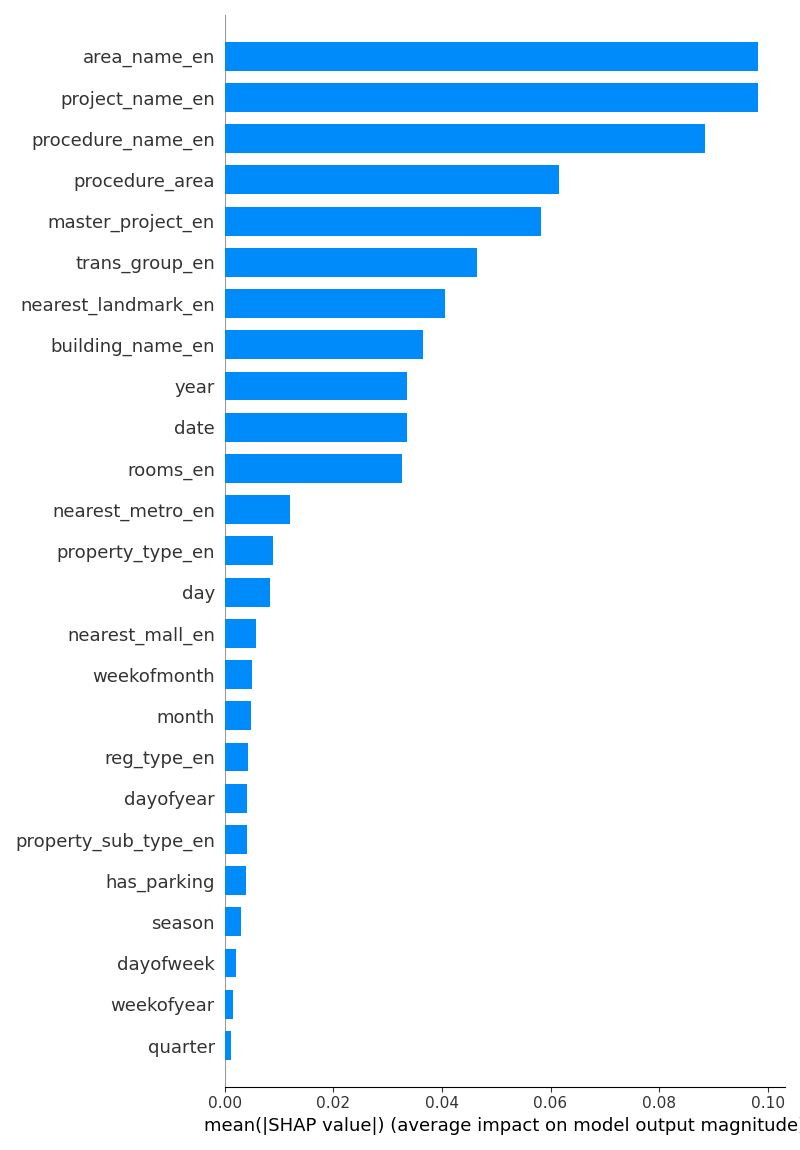 area_name_en
project_name_en
procedure_name_en
procedure_area
master_project_en
trans_group_en
nearest_landmark_en
building_name_en
year
date
rooms_en
nearest_metro_en
property_type_en
day
nearest_mall_en
weekofmonth
month
reg_type_en
dayofyear
property_sub_type_en
has_parking
season
dayofweek
weekofyear
quarter
0.00 0.02 0.04 0.06 0.08 0.10
mean(|SHAP value|) (average impact on model output magnitude)